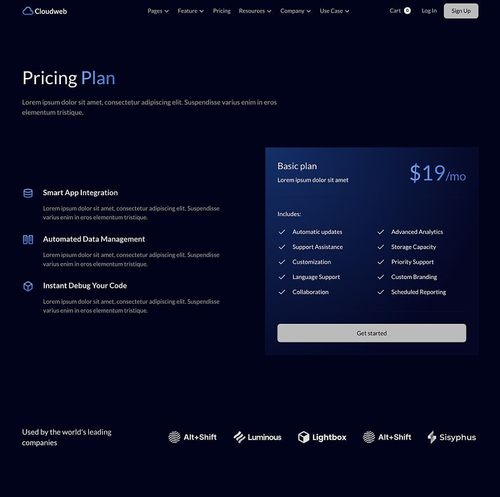 Cloudweb
Pages Feature Pricing Resources Company Use Case Cart 0 Log In Sign Up
Pricing Plan
Lorem ipsum dolor sit amet, consectetur adipiscing elit. Suspendisse varius enim in eros
elementum tristique.
Smart App Integration
Lorem ipsum dolor sit amet, consectetur adipiscing elit. Suspendisse
varius enim in eros elementum tristique.
Automated Data Management
Lorem ipsum dolor sit amet, consectetur adipiscing elit. Suspendisse
varius enim in eros elementum tristique.
Instant Debug Your Code
Lorem ipsum dolor sit amet, consectetur adipiscing elit. Suspendisse
varius enim in eros elementum tristique.
Basic plan
$19/mo
Lorem ipsum dolor sit amet
Includes:
Automatic updates Advanced Analytics
Support Assistance Storage Capacity
Customization Priority Support
Language Support Custom Branding
Collaboration Scheduled Reporting
Get started
Used by the world's leading
companies
Alt+Shift Luminous Lightbox Alt+Shift Sisyphus